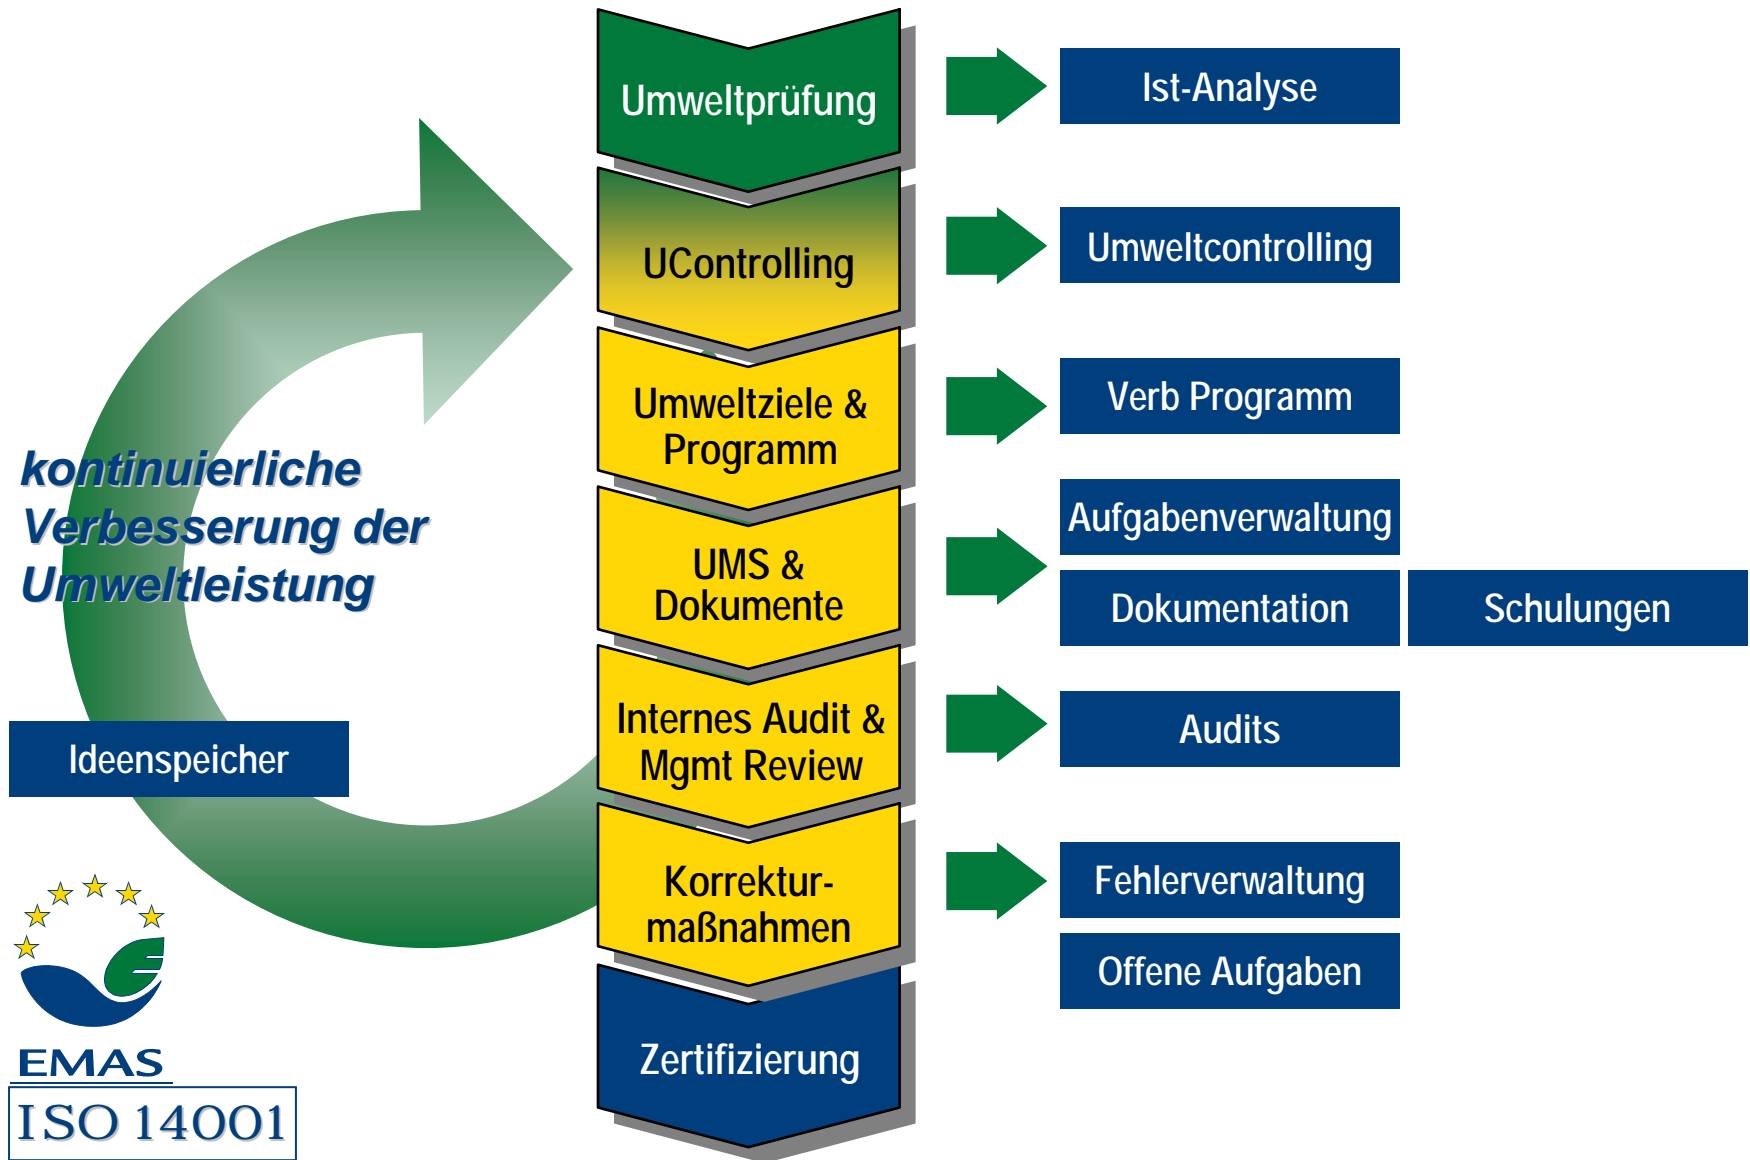 Umweltprüfung
Ist-Analyse
UControlling
Umweltcontrolling
Umweltziele &
Programm
Verb Programm
kontinuierliche
Verbesserung der
Umweltleistung
UMS &
Dokumente
Aufgabenverwaltung
Dokumentation
Schulungen
Internes Audit &
Mgmt Review
Audits
Ideenspeicher
Korrektur-
maßnahmen
Fehlerverwaltung
Offene Aufgaben
Zertifizierung
EMAS
ISO 14001